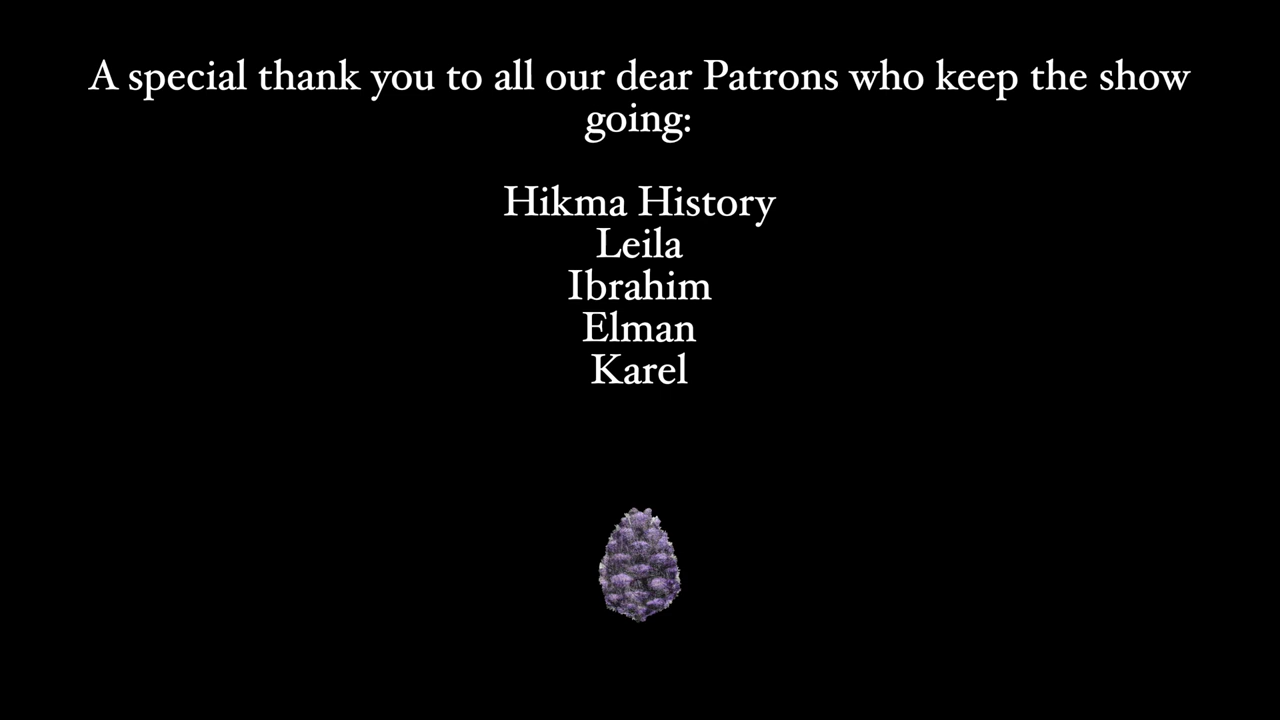 A special thank you to all our dear Patrons who keep the show
going:
Hikma History
Leila
Ibrahim
Elman
Karel